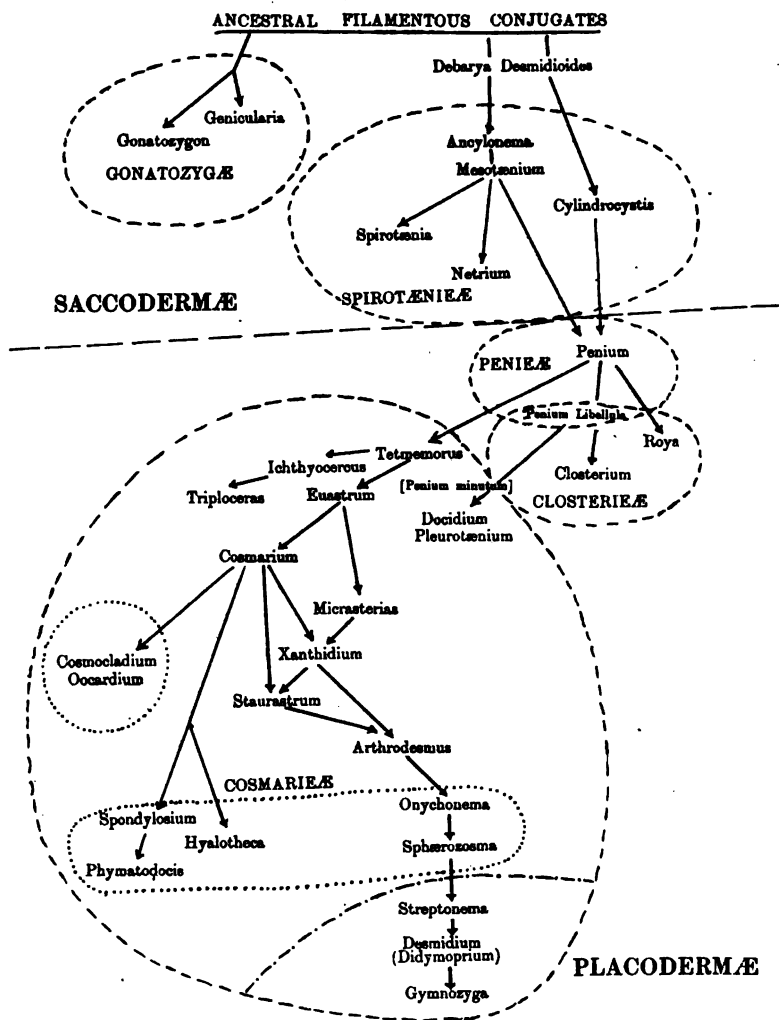 ANCESTRAL FILAMENTOUS CONJUGATES
Debarya Desmidioides
Genicularia
Gonatozygon
GONATOZYGÆ
Ancylonema
Mesotænium
Cylindrocystis
Spirotænia
Netrium
SPIROTÆNIEÆ
SACCODERMÆ
Penium
PENIEÆ
Penium Libellula
Roya
Tetmemorus
Ichthyocercus
Closterium
Triploceras
Euastrum
[Penium minutum]
CLOSTERIEÆ
Docidium
Pleurotænium
Cosmarium
Micrasterias
Xanthidium
Cosmocladium
Oocardium
Staurastrum
Arthrodesmus
COSMARIEÆ
Onychonema
Spondylosium
Hyalotheca
Sphærozosma
Phymatodocis
Streptonema
Desmidium
(Didymoprium)
PLACODERMÆ
Gymnozyga